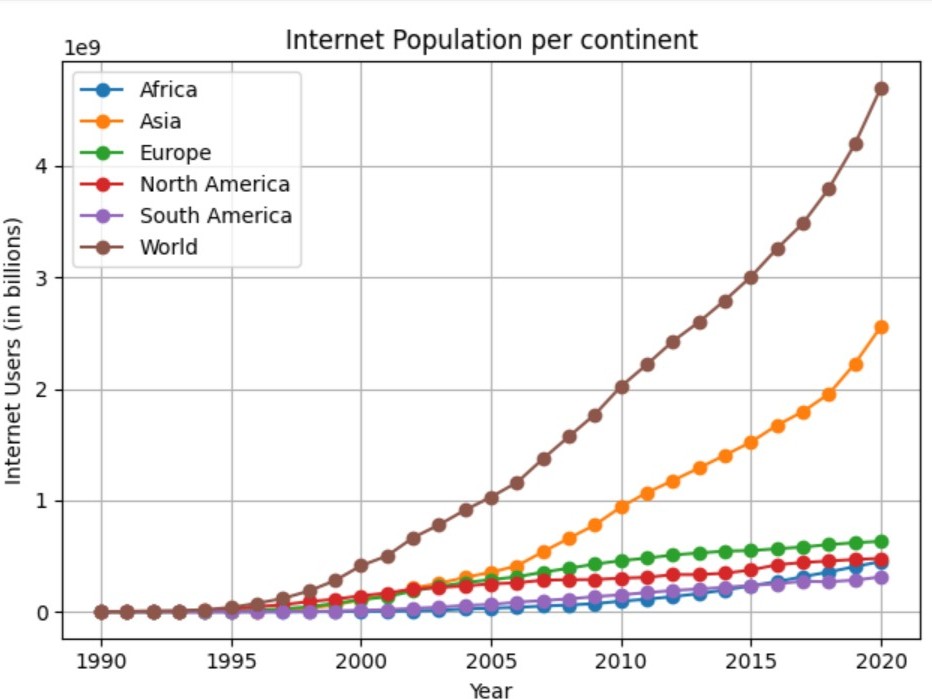 Internet Population per continent
1e9
Africa
Asia
Europe
North America
South America
World
4
3
2
1
0
Internet Users (in billions)
1990 1995 2000 2005 2010 2015 2020
Year